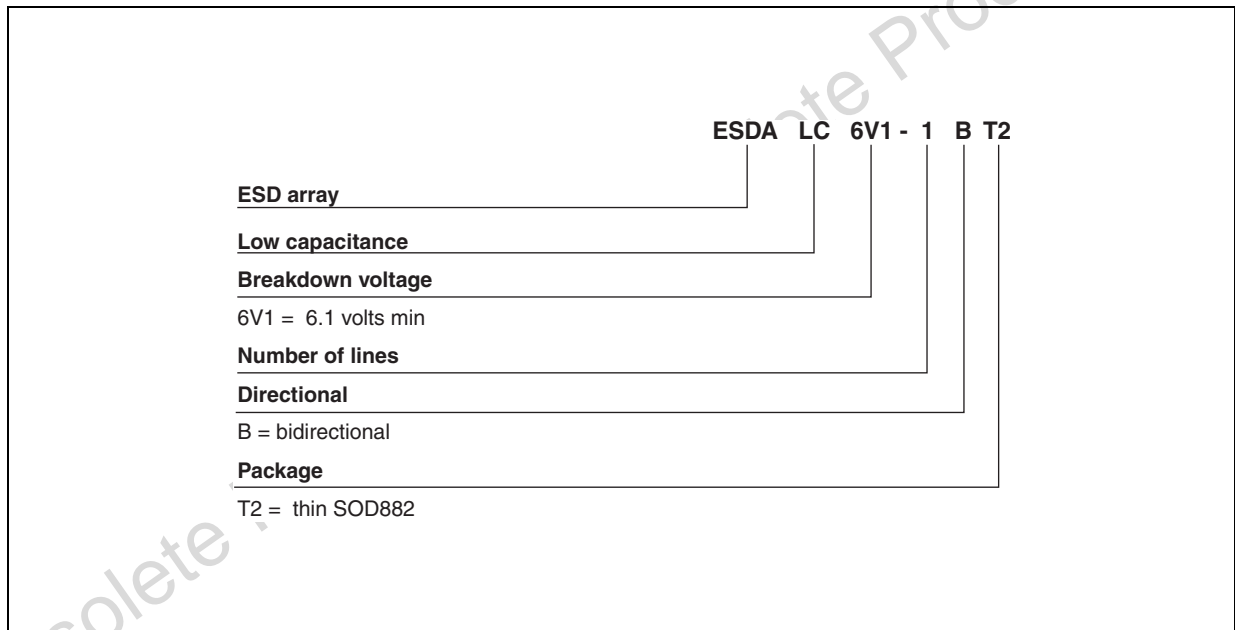 ESDA LC 6V1 - 1 B T2
ESD array
Low capacitance
Breakdown voltage
6V1 = 6.1 volts min
Number of lines
Directional
B = bidirectional
Package
T2 = thin SOD882